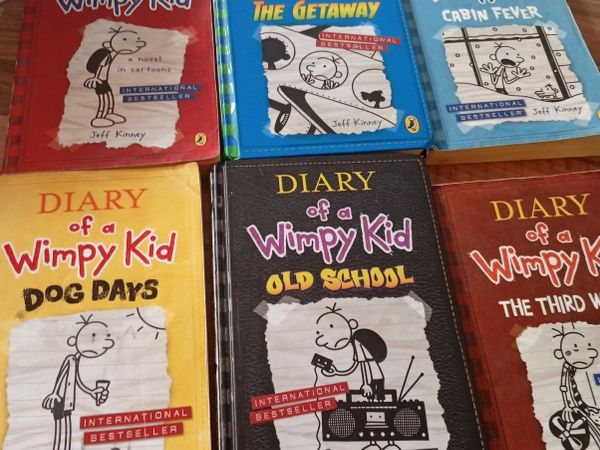 Wimpy Kid
a novel
in cartoons
INTERNATIONAL
BESTSELLER
Jeff Kinney
THE GETAWAY
INTERNATIONAL
BESTSELLER
Jeff Kinney
CABIN FEVER
INTERNATIONAL
BESTSELLER
Jeff Kinney
DIARY
of a
Wimpy Kid
DOG DAYS
INTERNATIONAL
BESTSELLER
DIARY
of a
Wimpy Kid
OLD SCHOOL
INTERNATIONAL
BESTSELLER
DIARY
of a
Wimpy K
THE THIRD W